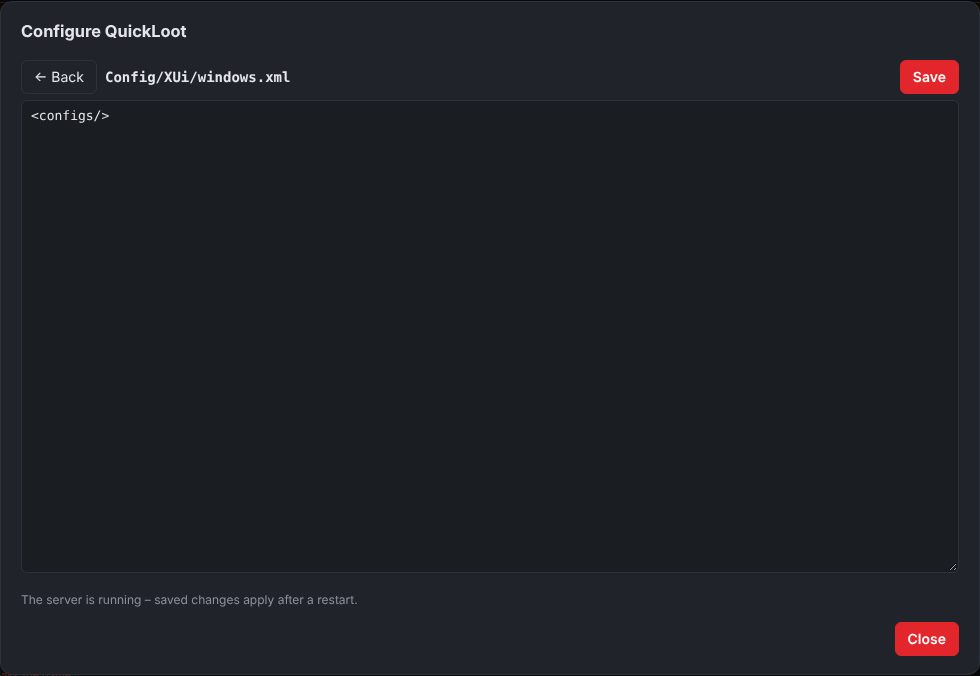 Configure QuickLoot
← Back Config/XUi/windows.xml Save
<configs/>
The server is running – saved changes apply after a restart.
Close